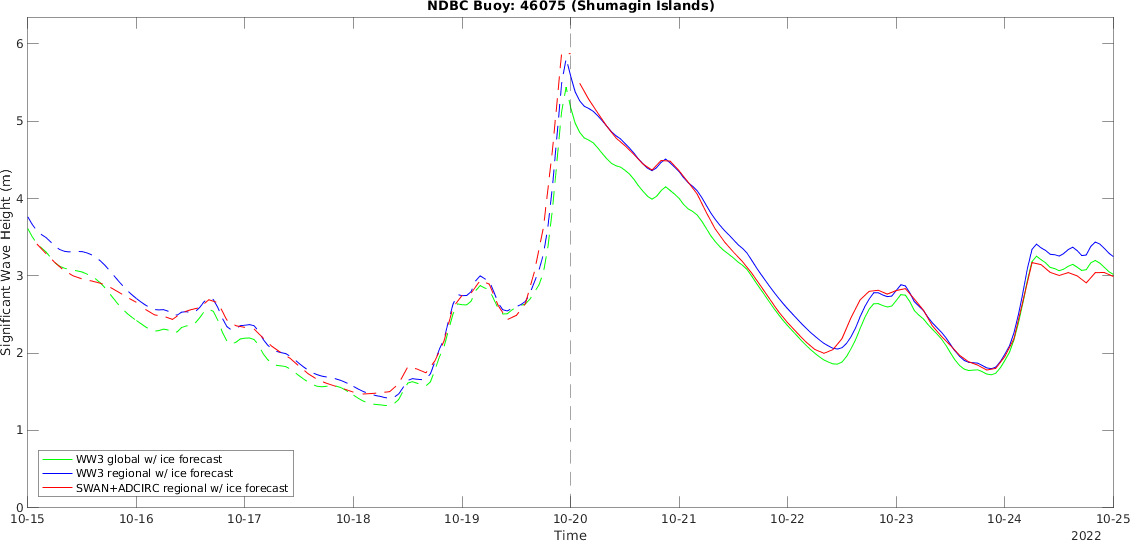 NDBC Buoy: 46075 (Shumagin Islands)
Significant Wave Height (m)
6
5
4
3
2
1
0
WW3 global w/ ice forecast
WW3 regional w/ ice forecast
SWAN+ADCIRC regional w/ ice forecast
10-15 10-16 10-17 10-18 10-19 10-20 10-21 10-22 10-23 10-24 10-25
Time
2022